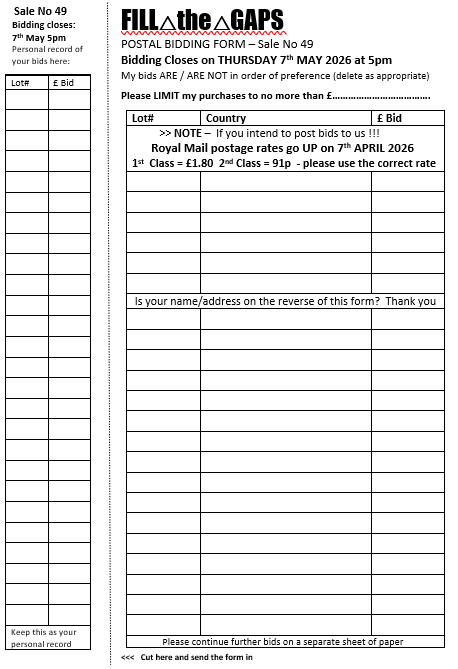 Sale No 49
Bidding closes:
7th May 5pm
Personal record of
your bids here:
Lot# £ Bid
Keep this as your
personal record
FILL△the△GAPS
POSTAL BIDDING FORM – Sale No 49
Bidding Closes on THURSDAY 7th MAY 2026 at 5pm
My bids ARE / ARE NOT in order of preference (delete as appropriate)
Please LIMIT my purchases to no more than £……………………………….
Lot# Country £ Bid
>> NOTE – If you intend to post bids to us !!!
Royal Mail postage rates go UP on 7th APRIL 2026
1st Class = £1.80 2nd Class = 91p - please use the correct rate
Is your name/address on the reverse of this form? Thank you
Please continue further bids on a separate sheet of paper
<<< Cut here and send the form in